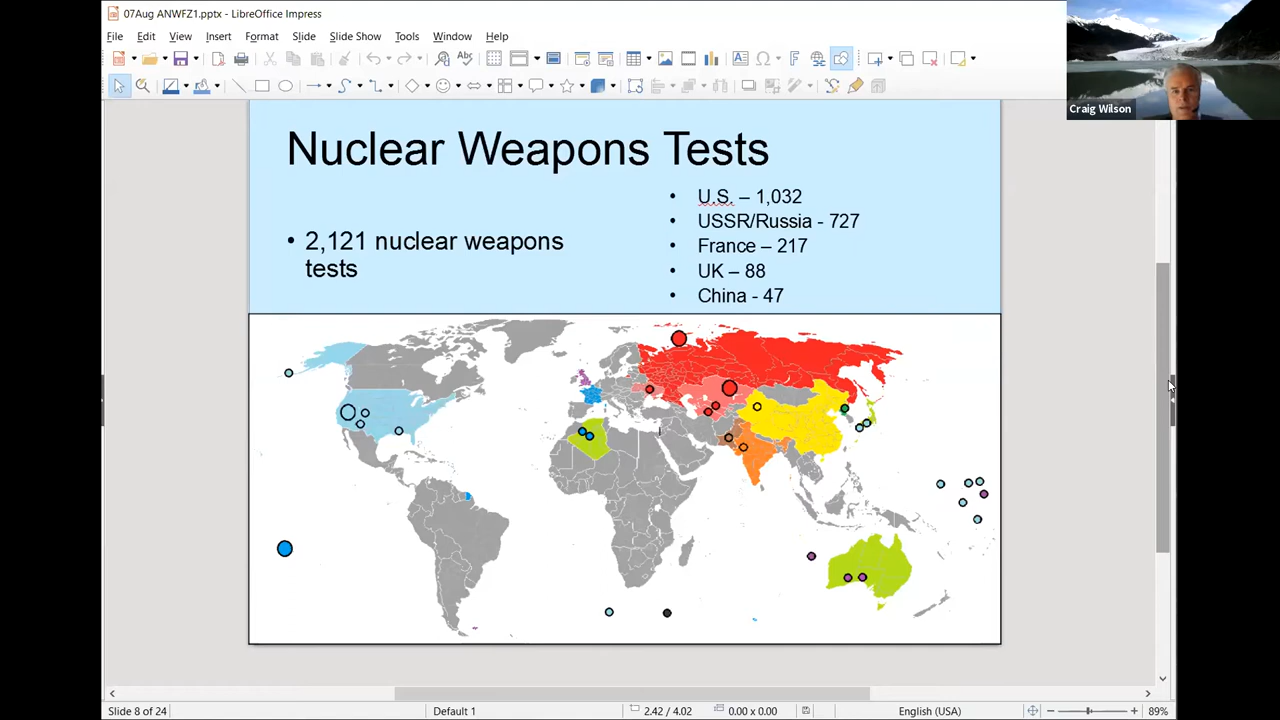 07Aug ANWFZ1.pptx - LibreOffice Impress
File Edit View Insert Format Slide Slide Show Tools Window Help
Craig Wilson
Nuclear Weapons Tests
• 2,121 nuclear weapons
tests
• U.S. – 1,032
• USSR/Russia - 727
• France – 217
• UK – 88
• China - 47
Slide 8 of 24
Default 1
2.42 / 4.02
0.00 x 0.00
English (USA)
89%